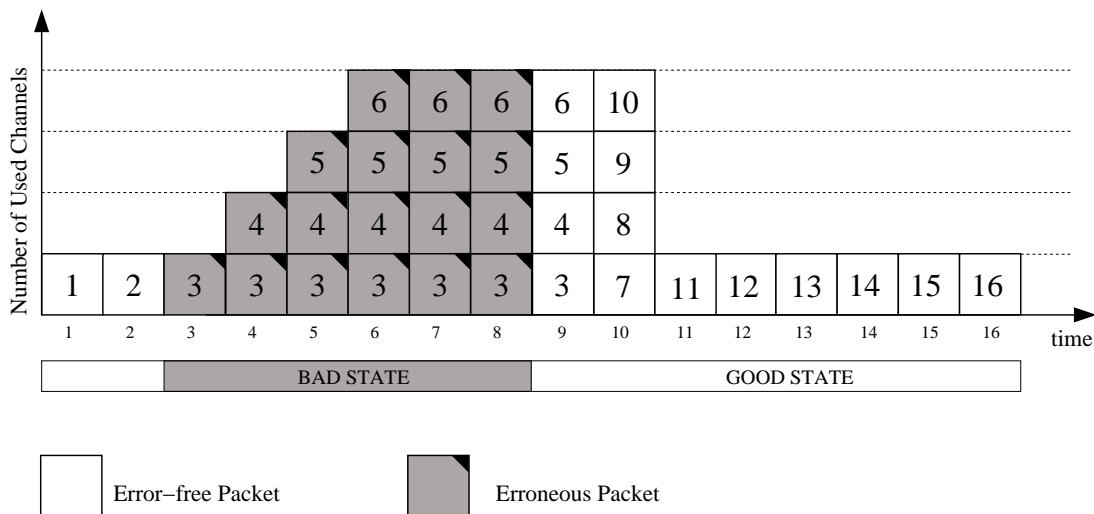 Number of Used Channels
6 6 6 6 10
5 5 5 5 5 9
4 4 4 4 4 4 8
1 2 3 3 3 3 3 3 3 7 11 12 13 14 15 16
1 2 3 4 5 6 7 8 9 10 11 12 13 14 15 16
time
BAD STATE GOOD STATE
Error−free Packet Erroneous Packet